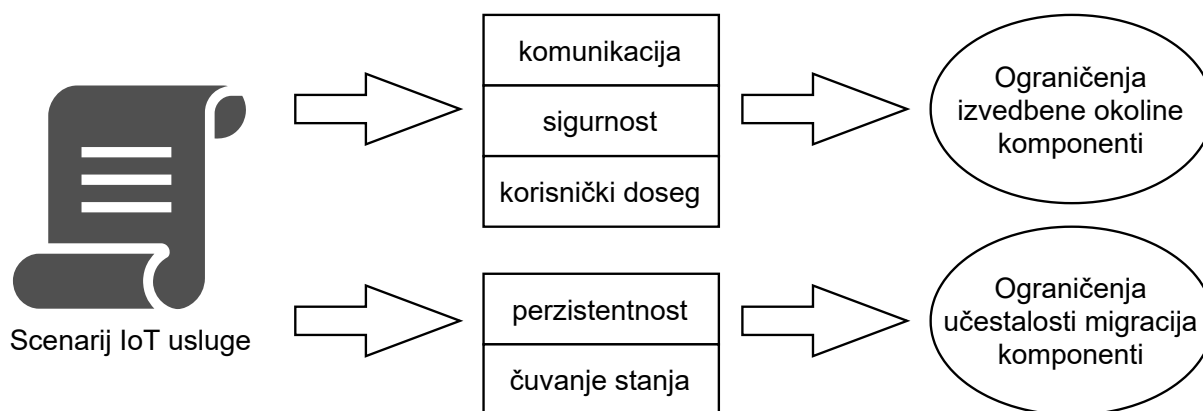 komunikacija
sigurnost
korisnički doseg
Ograničenja
izvedbene okoline
komponenti
Scenarij IoT usluge
perzistentnost
čuvanje stanja
Ograničenja
učestalosti migracija
komponenti